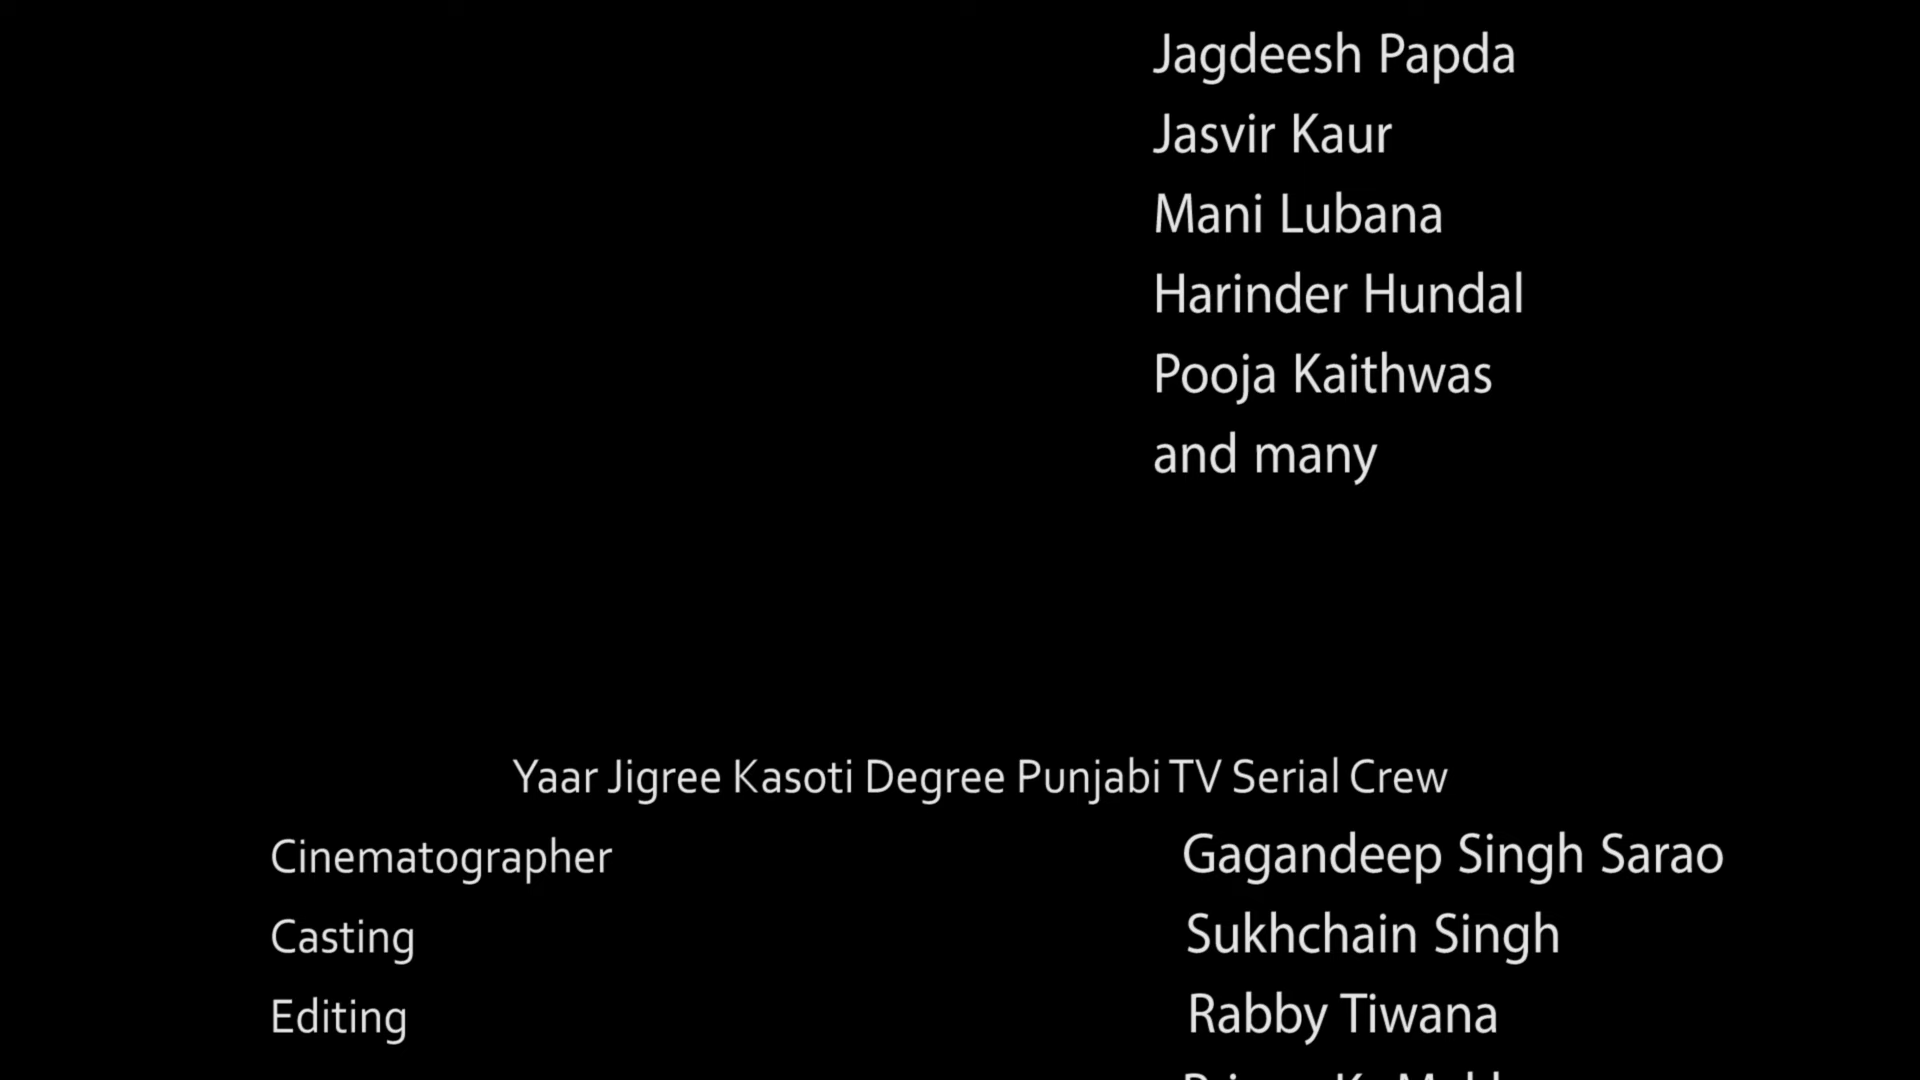 Jagdeesh Papda
Jasvir Kaur
Mani Lubana
Harinder Hundal
Pooja Kaithwas
and many
Yaar Jigree Kasoti Degree Punjabi TV Serial Crew
Cinematographer Gagandeep Singh Sarao
Casting Sukhchain Singh
Editing Rabby Tiwana